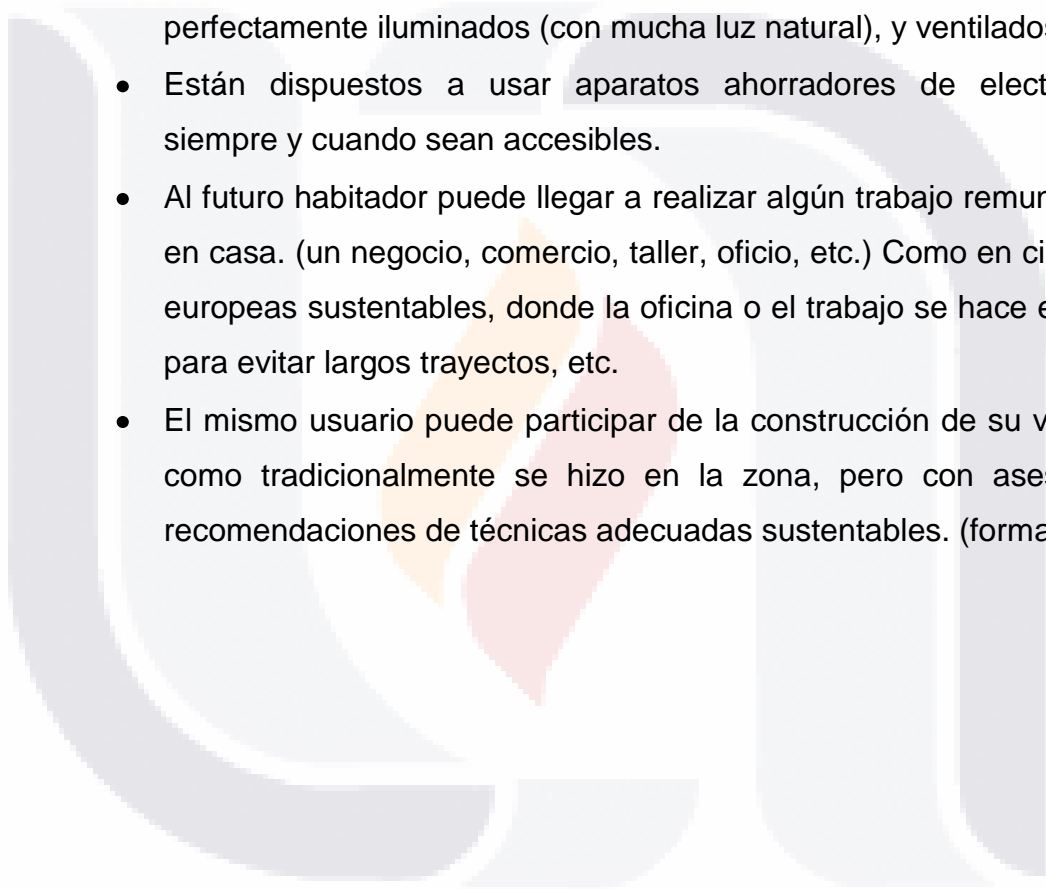 perfectamente iluminados (con mucha luz natural), y ventilados
• Están dispuestos a usar aparatos ahorradores de elect
siempre y cuando sean accesibles.
• Al futuro habitador puede llegar a realizar algún trabajo remun
en casa. (un negocio, comercio, taller, oficio, etc.) Como en ci
europeas sustentables, donde la oficina o el trabajo se hace e
para evitar largos trayectos, etc.
• El mismo usuario puede participar de la construcción de su v
como tradicionalmente se hizo en la zona, pero con ases
recomendaciones de técnicas adecuadas sustentables. (forma